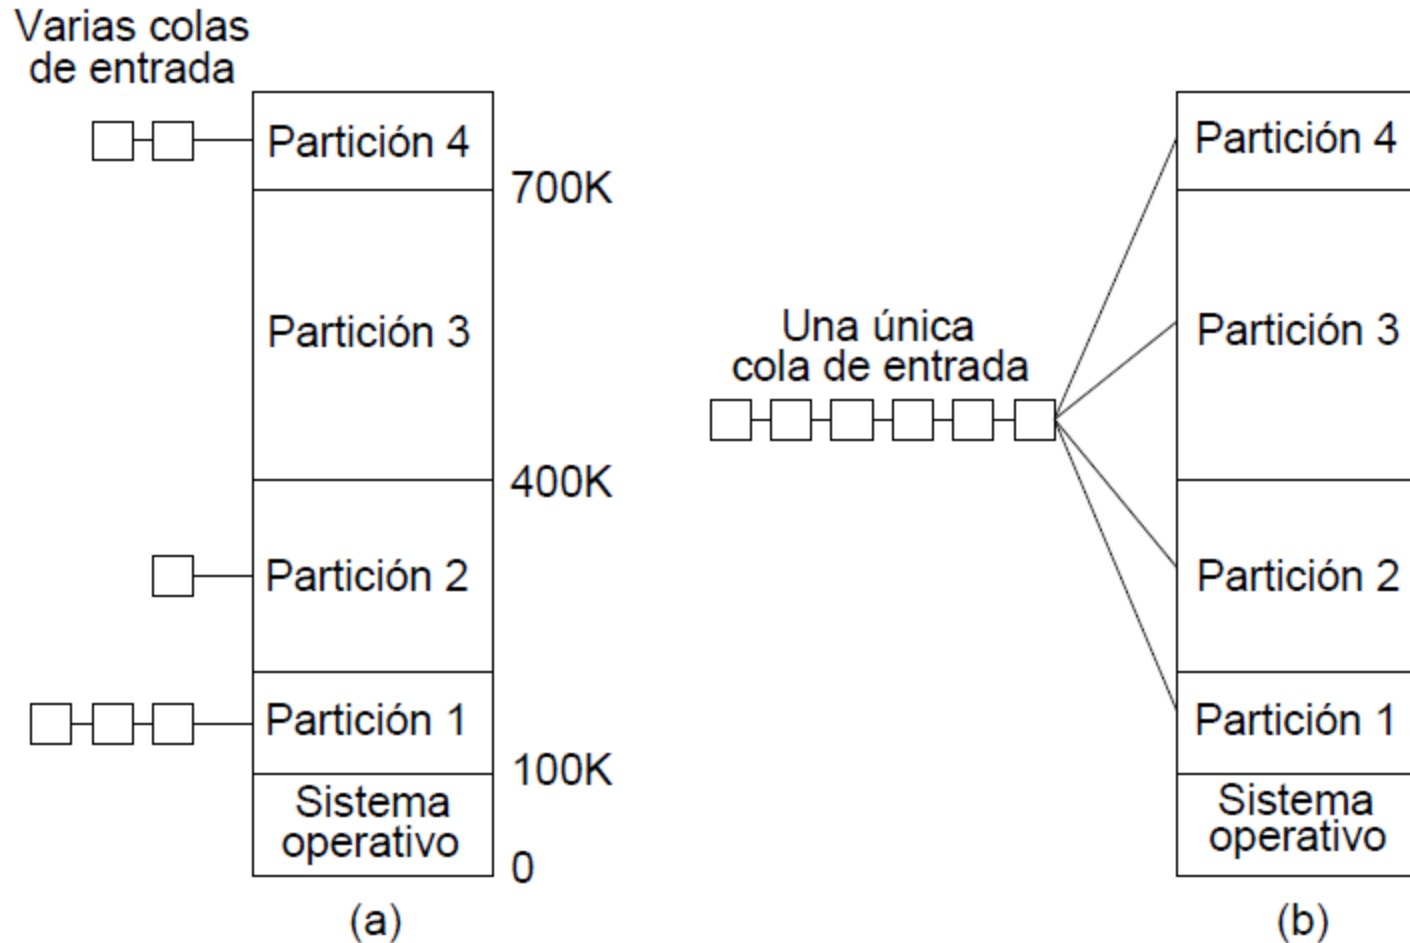 Varias colas
de entrada
Partición 4
700K
Partición 3
400K
Partición 2
Partición 1
100K
Sistema
operativo
0
(a)
Una única
cola de entrada
Partición 4
Partición 3
Partición 2
Partición 1
Sistema
operativo
(b)